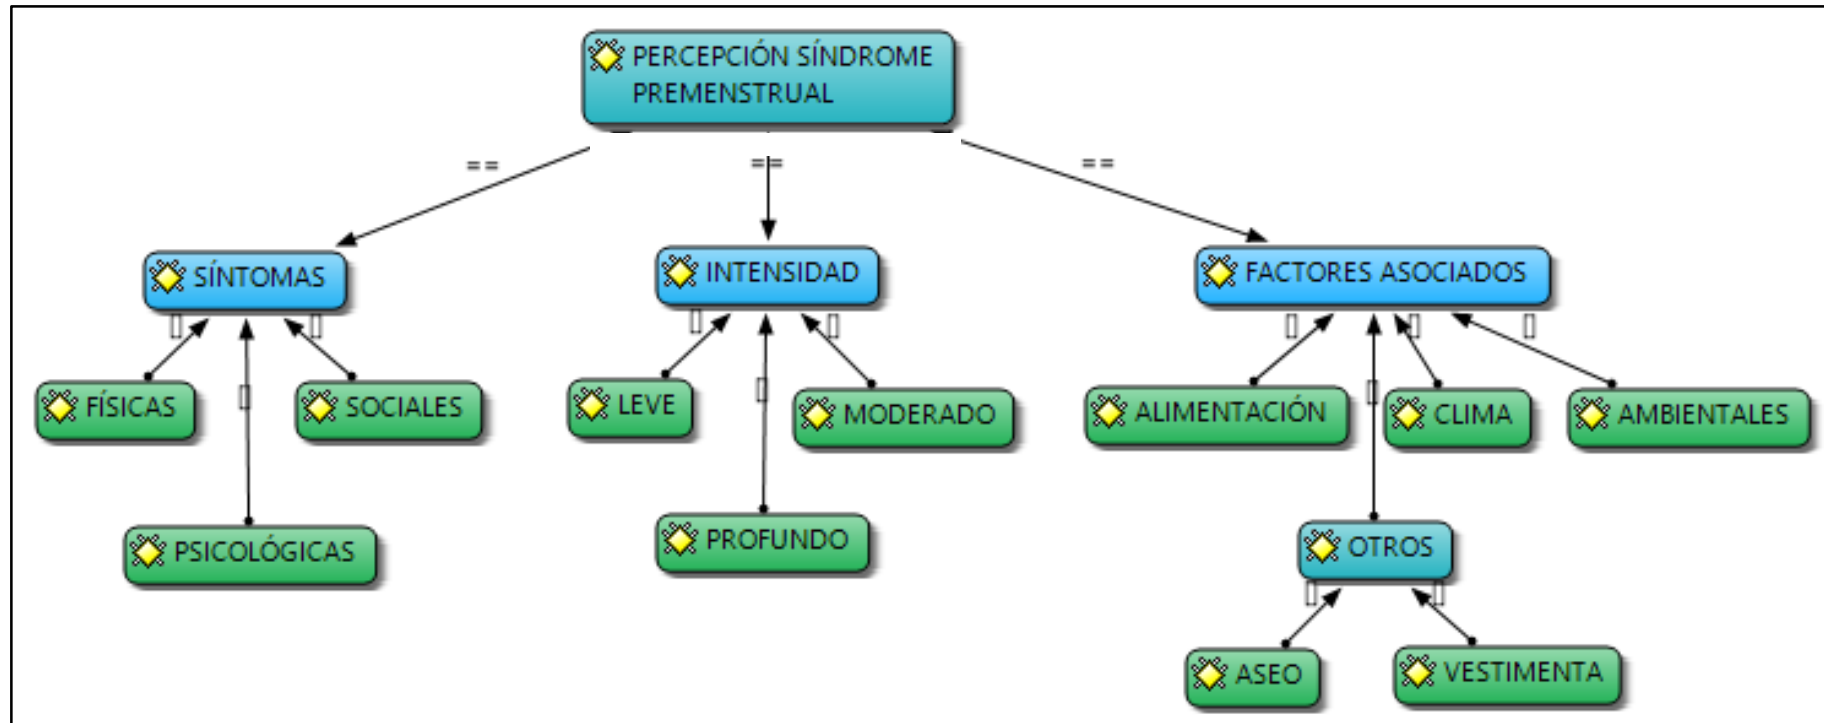 PERCEPCIÓN SÍNDROME
PREMENSTRUAL
==
==
==
SÍNTOMAS
INTENSIDAD
FACTORES ASOCIADOS
[]
[]
[]
[]
[]
[]
[]
FÍSICAS
[]
SOCIALES
LEVE
[]
MODERADO
ALIMENTACIÓN
[]
CLIMA
AMBIENTALES
PSICOLÓGICAS
PROFUNDO
OTROS
[]
[]
ASEO
VESTIMENTA